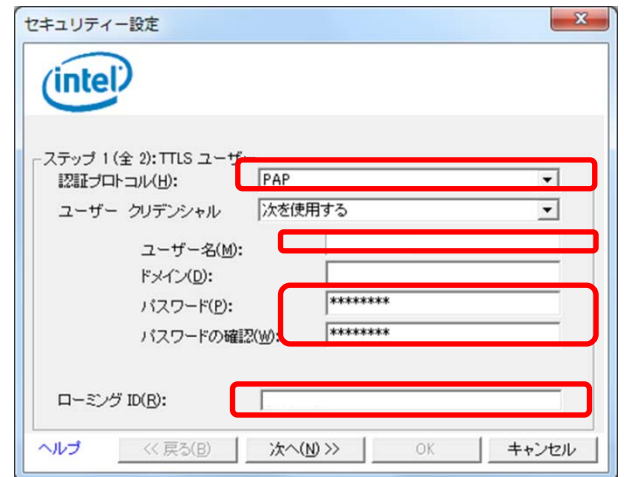 セキュリティー設定
intel
ステップ 1 (全 2): TTLS ユーザー
認証プロトコル(H): PAP
ユーザー クリデンシャル 次を使用する
ユーザー名(M):
ドメイン(D):
パスワード(P): ********
パスワードの確認(W): ********
ローミング ID(R):
ヘルプ << 戻る(B) 次へ(N) >> OK キャンセル